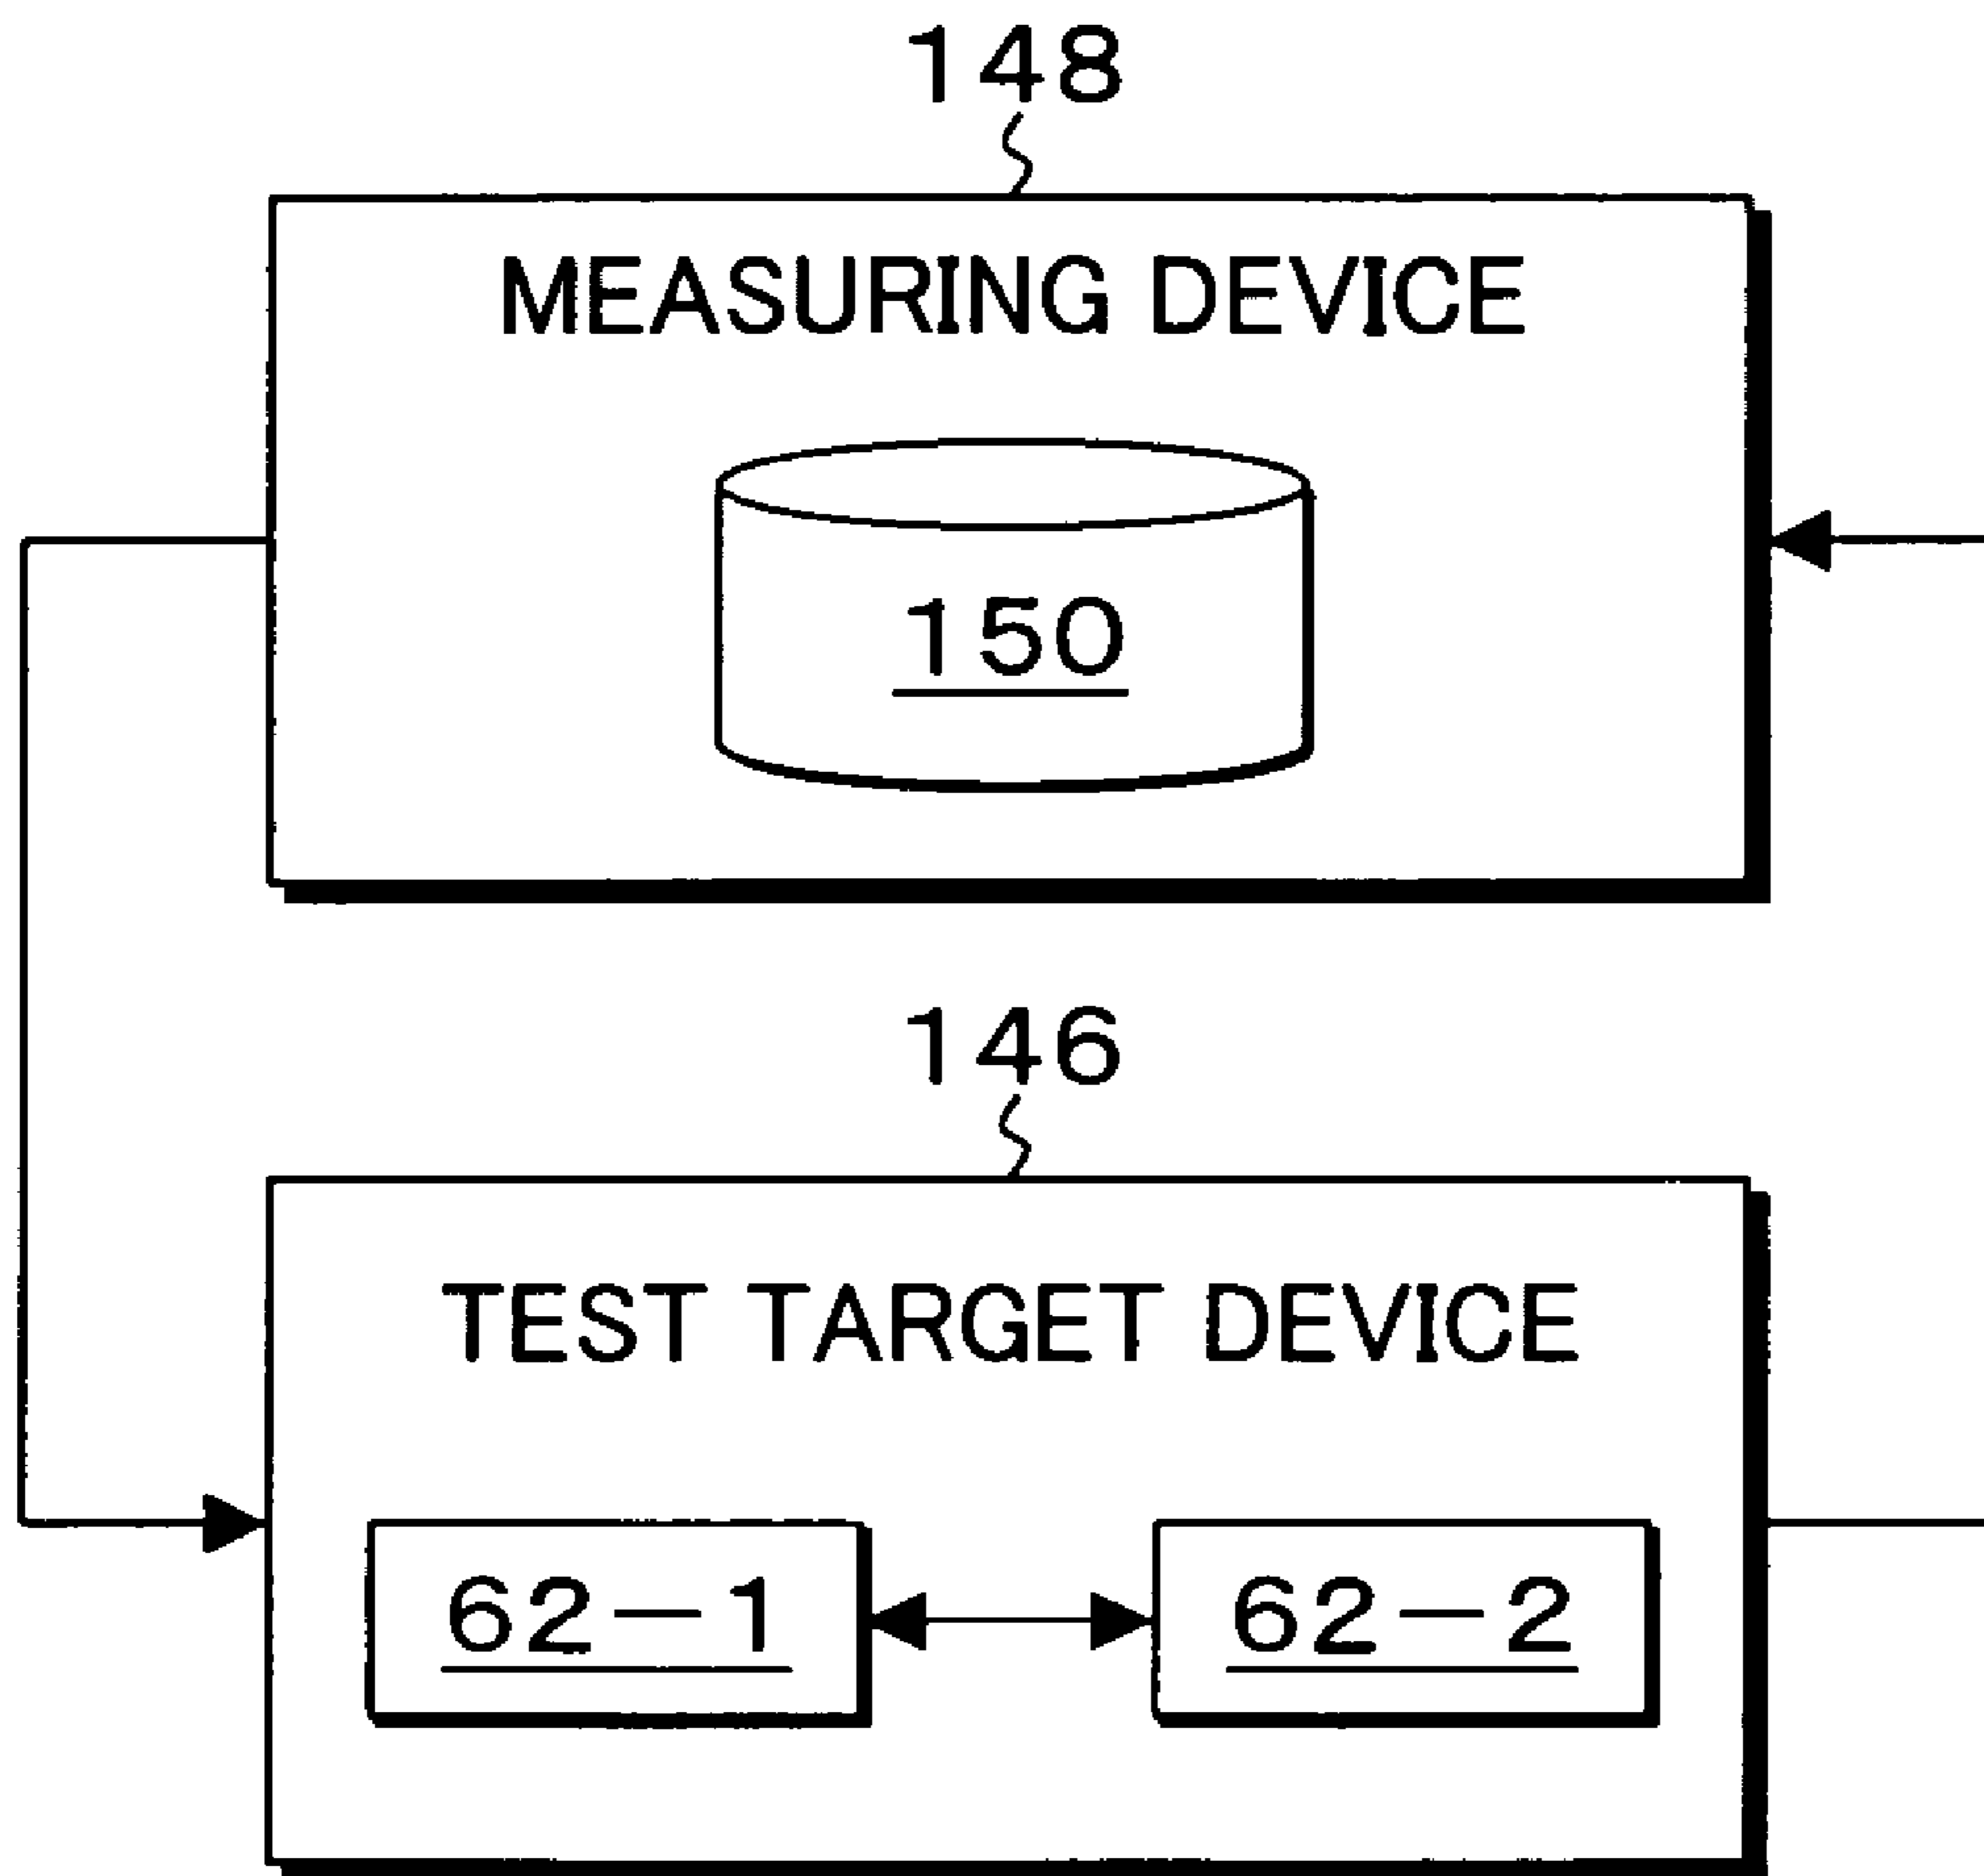 148
MEASURING DEVICE
150
146
TEST TARGET DEVICE
62-1 62-2